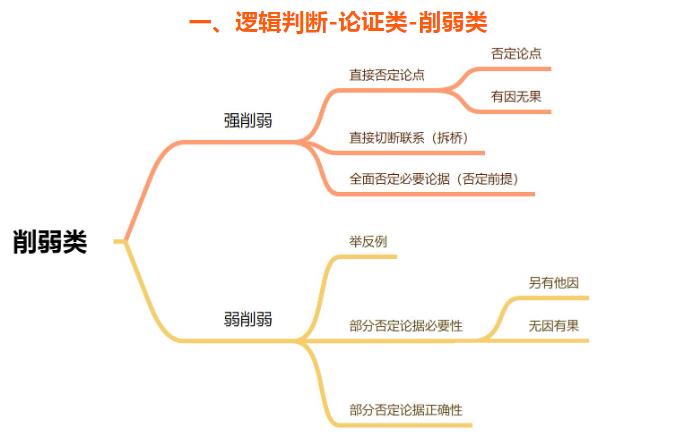 一、逻辑判断-论证类-削弱类
削弱类
强削弱
直接否定论点
否定论点
有因无果
直接切断联系（拆桥）
全面否定必要论据（否定前提）
弱削弱
举反例
部分否定论据必要性
另有他因
无因有果
部分否定论据正确性